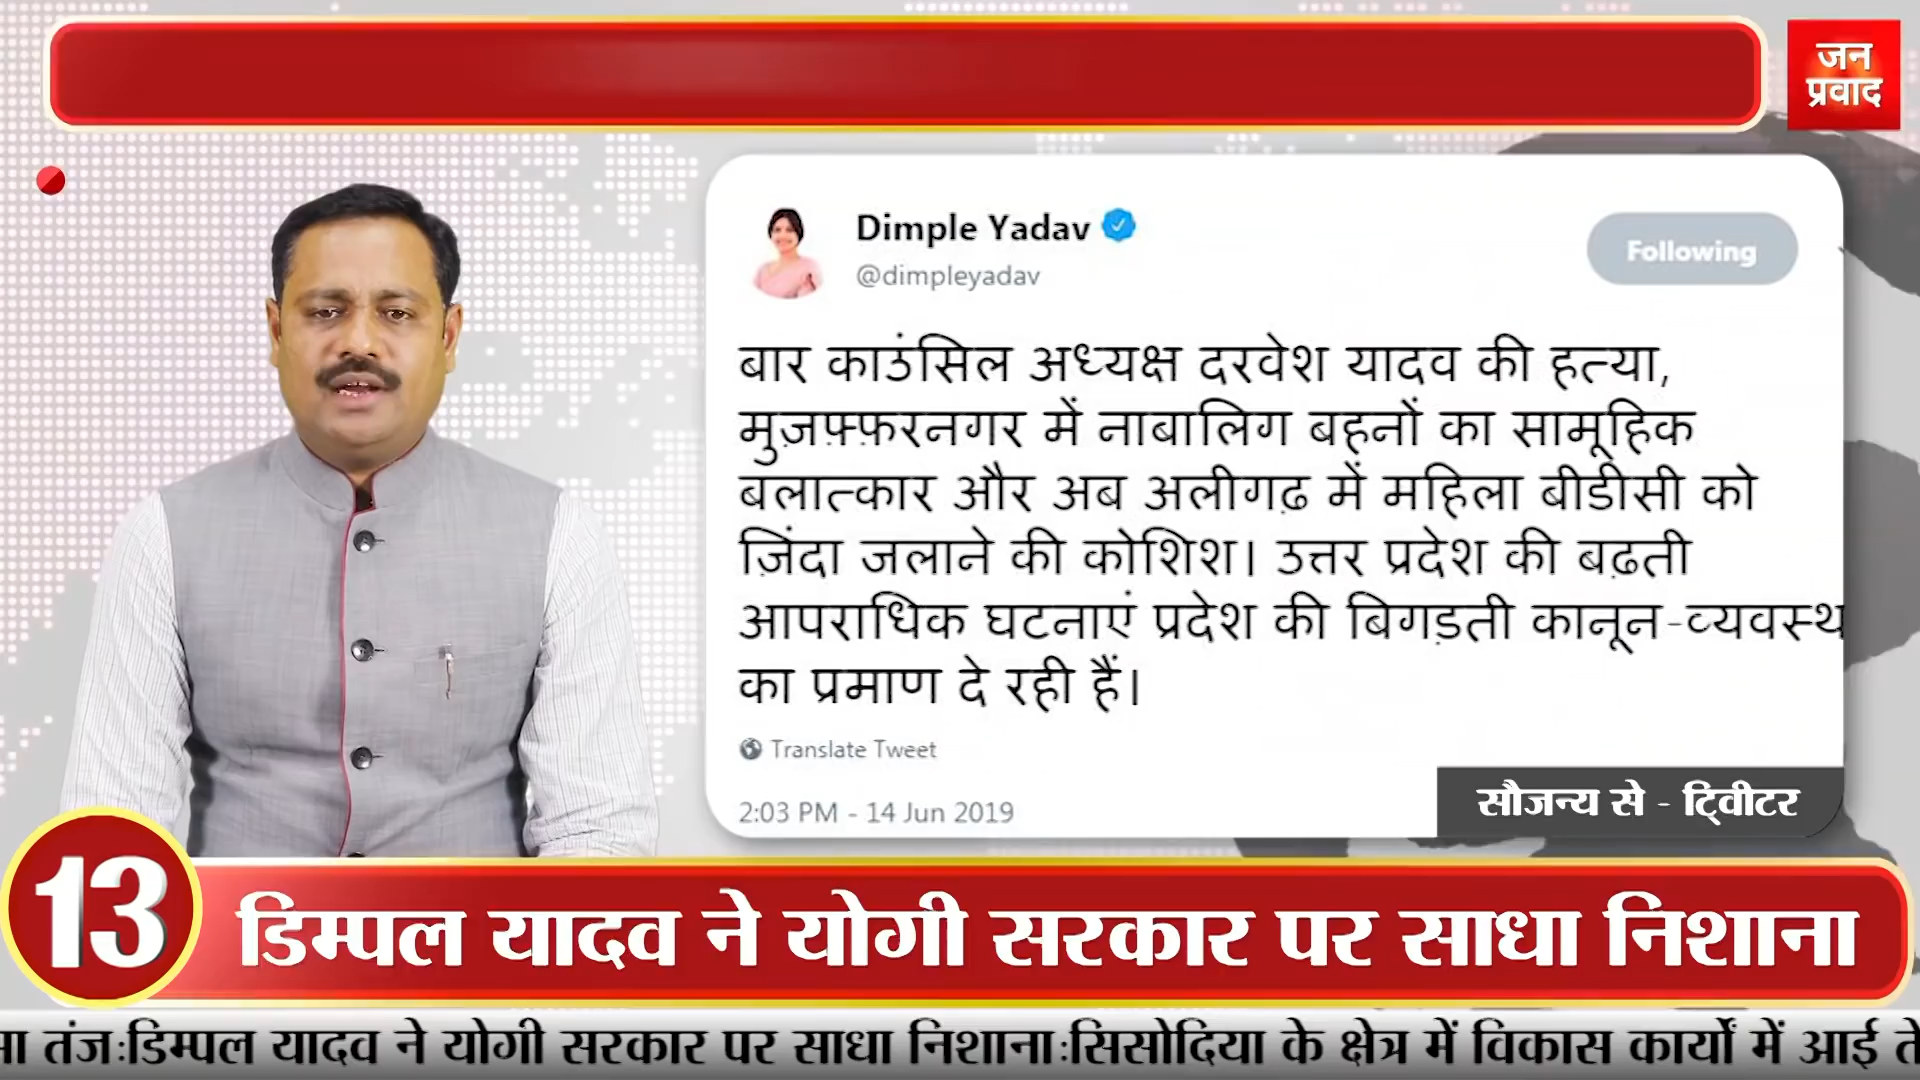 जन
प्रवाद
Dimple Yadav
@dimpleyadav
Following
बार काउंसिल अध्यक्ष दरवेश यादव की हत्या,
मुज़फ़्फ़रनगर में नाबालिग बहनों का सामूहिक
बलात्कार और अब अलीगढ़ में महिला बीडीसी को
ज़िंदा जलाने की कोशिश। उत्तर प्रदेश की बढ़ती
आपराधिक घटनाएं प्रदेश की बिगड़ती कानून-व्यवस्थ
का प्रमाण दे रही हैं।
Translate Tweet
2:03 PM - 14 Jun 2019
सौजन्य से - ट्विीटर
13
डिम्पल यादव ने योगी सरकार पर साधा निशाना
तंजःडिम्पल यादव ने योगी सरकार पर साधा निशानाःसिसोदिया के क्षेत्र में विकास कार्यों में आई